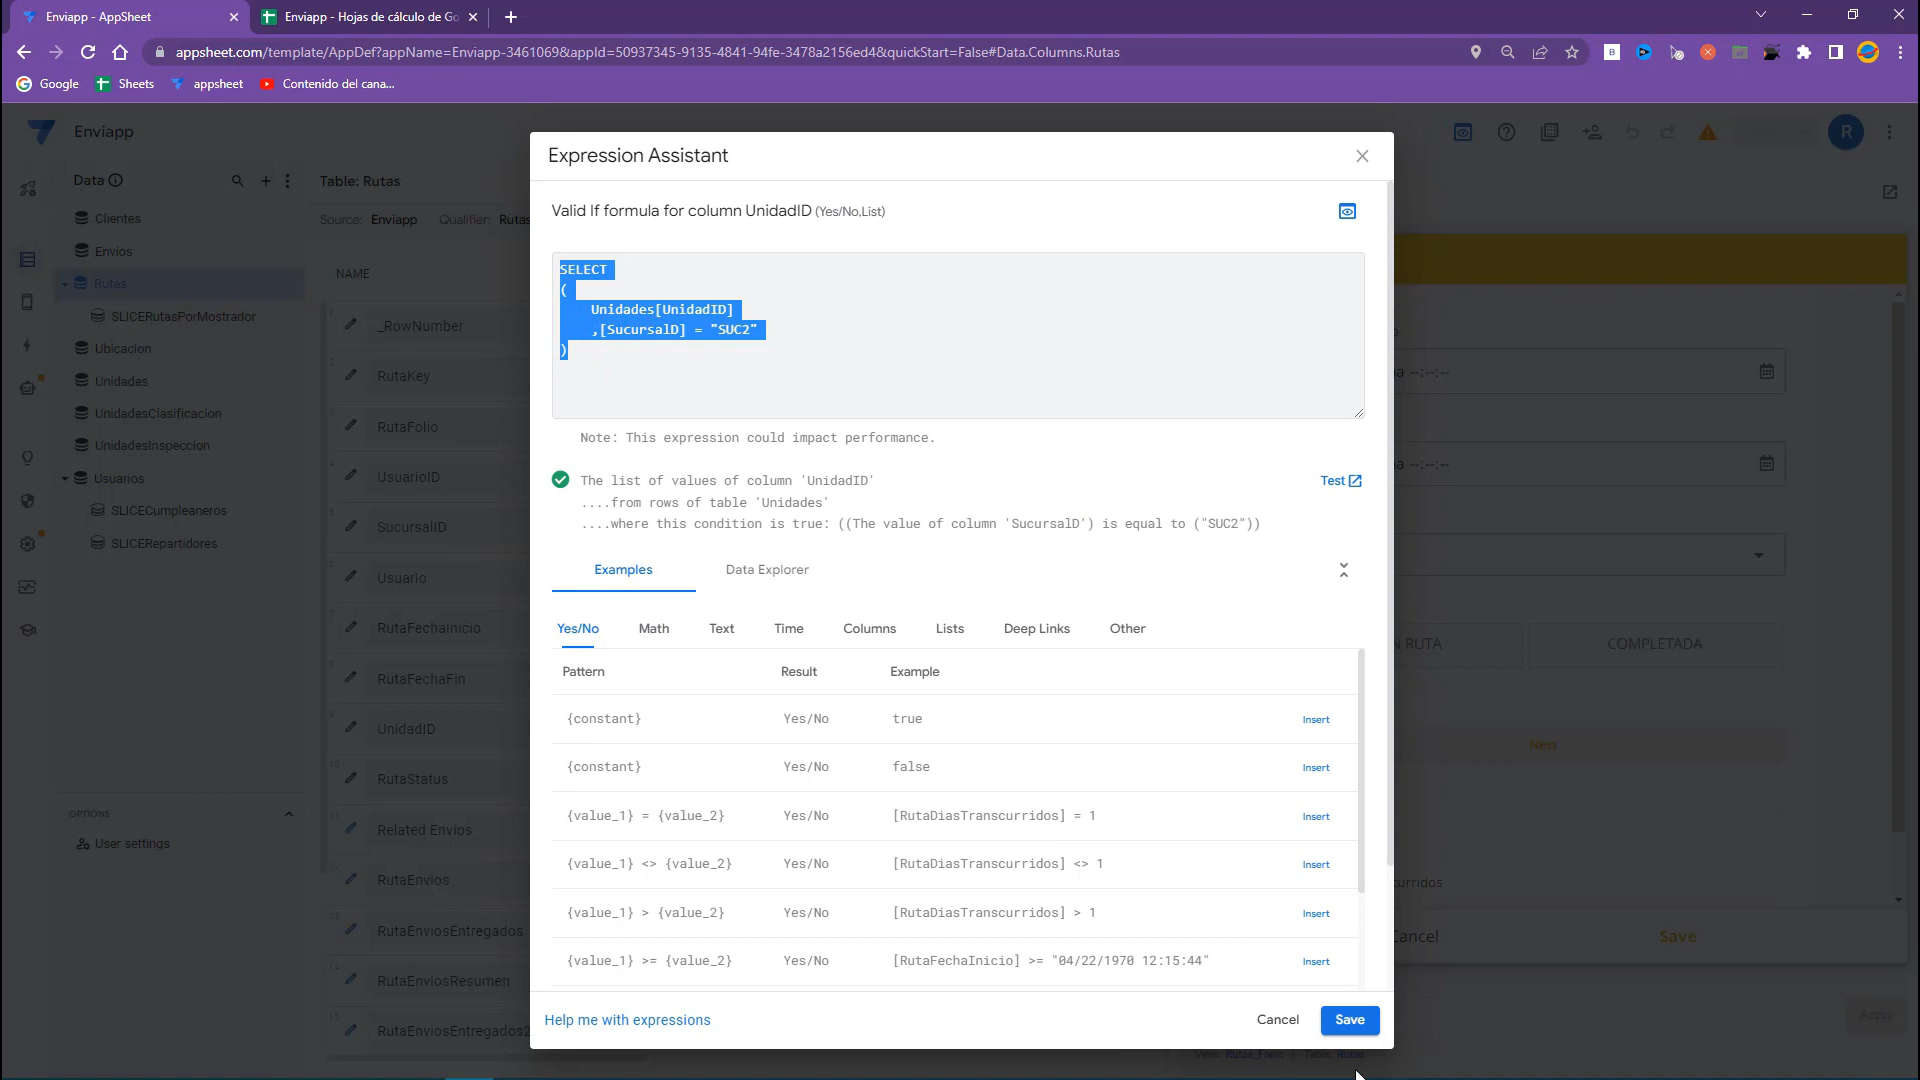 Enviapp - AppSheet
Enviapp - Hojas de cálculo de Go
appsheet.com/template/AppDef?appName=Enviapp-3461069&appId=50937345-9135-4841-94fe-3478a2156ed4&quickStart=False#Data.Columns.Rutas
Google
Sheets
appsheet
Contenido del cana...
Enviapp
R
Data
Clientes
Envios
Rutas
SLICERutasPorMostrador
Ubicacion
Unidades
UnidadesClasificacion
UnidadesInspeccion
Usuarios
SLICECumpleaneros
SLICERepartidores
OPTIONS
User settings
Table: Rutas
Source: Enviapp Qualifier: Rutas
NAME
_RowNumber
RutaKey
RutaFolio
UsuarioID
SucursalID
Usuario
RutaFechaInicio
RutaFechaFin
UnidadID
RutaStatus
Related Envios
RutaEnvios
RutaEnviosEntregados
RutaEnviosResumen
RutaEnviosEntregados2
Expression Assistant
Valid If formula for column UnidadID (Yes/No,List)
SELECT
(
Unidades[UnidadID]
,[SucursalD] = "SUC2"
)
Note: This expression could impact performance.
The list of values of column 'UnidadID'
....from rows of table 'Unidades'
....where this condition is true: ((The value of column 'SucursalD') is equal to ("SUC2"))
Test
Examples Data Explorer
Yes/No Math Text Time Columns Lists Deep Links Other
Pattern Result Example
{constant} Yes/No true Insert
{constant} Yes/No false Insert
{value_1} = {value_2} Yes/No [RutaDiasTranscurridos] = 1 Insert
{value_1} <> {value_2} Yes/No [RutaDiasTranscurridos] <> 1 Insert
{value_1} > {value_2} Yes/No [RutaDiasTranscurridos] > 1 Insert
{value_1} >= {value_2} Yes/No [RutaFechaInicio] >= "04/22/1970 12:15:44" Insert
Help me with expressions
Cancel
Save
a --:--:--
a --:--:--
N RUTA
COMPLETADA
New
urridos
Cancel
Save
Apply
View: Rutas_Form | Table: Rutas